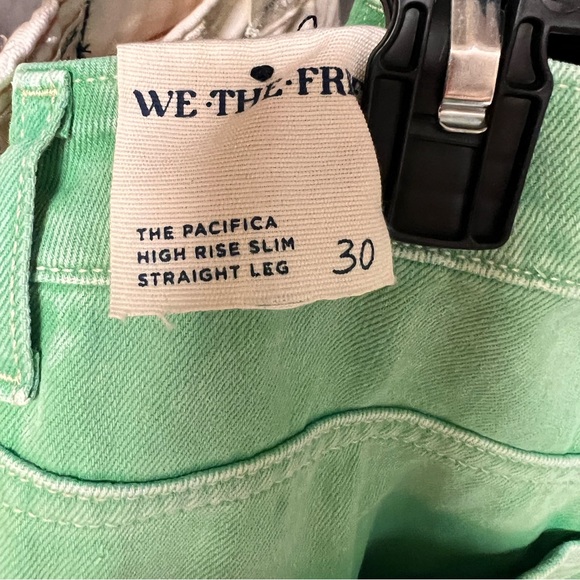 WE·THE·FRE
THE PACIFICA
HIGH RISE SLIM
STRAIGHT LEG 30